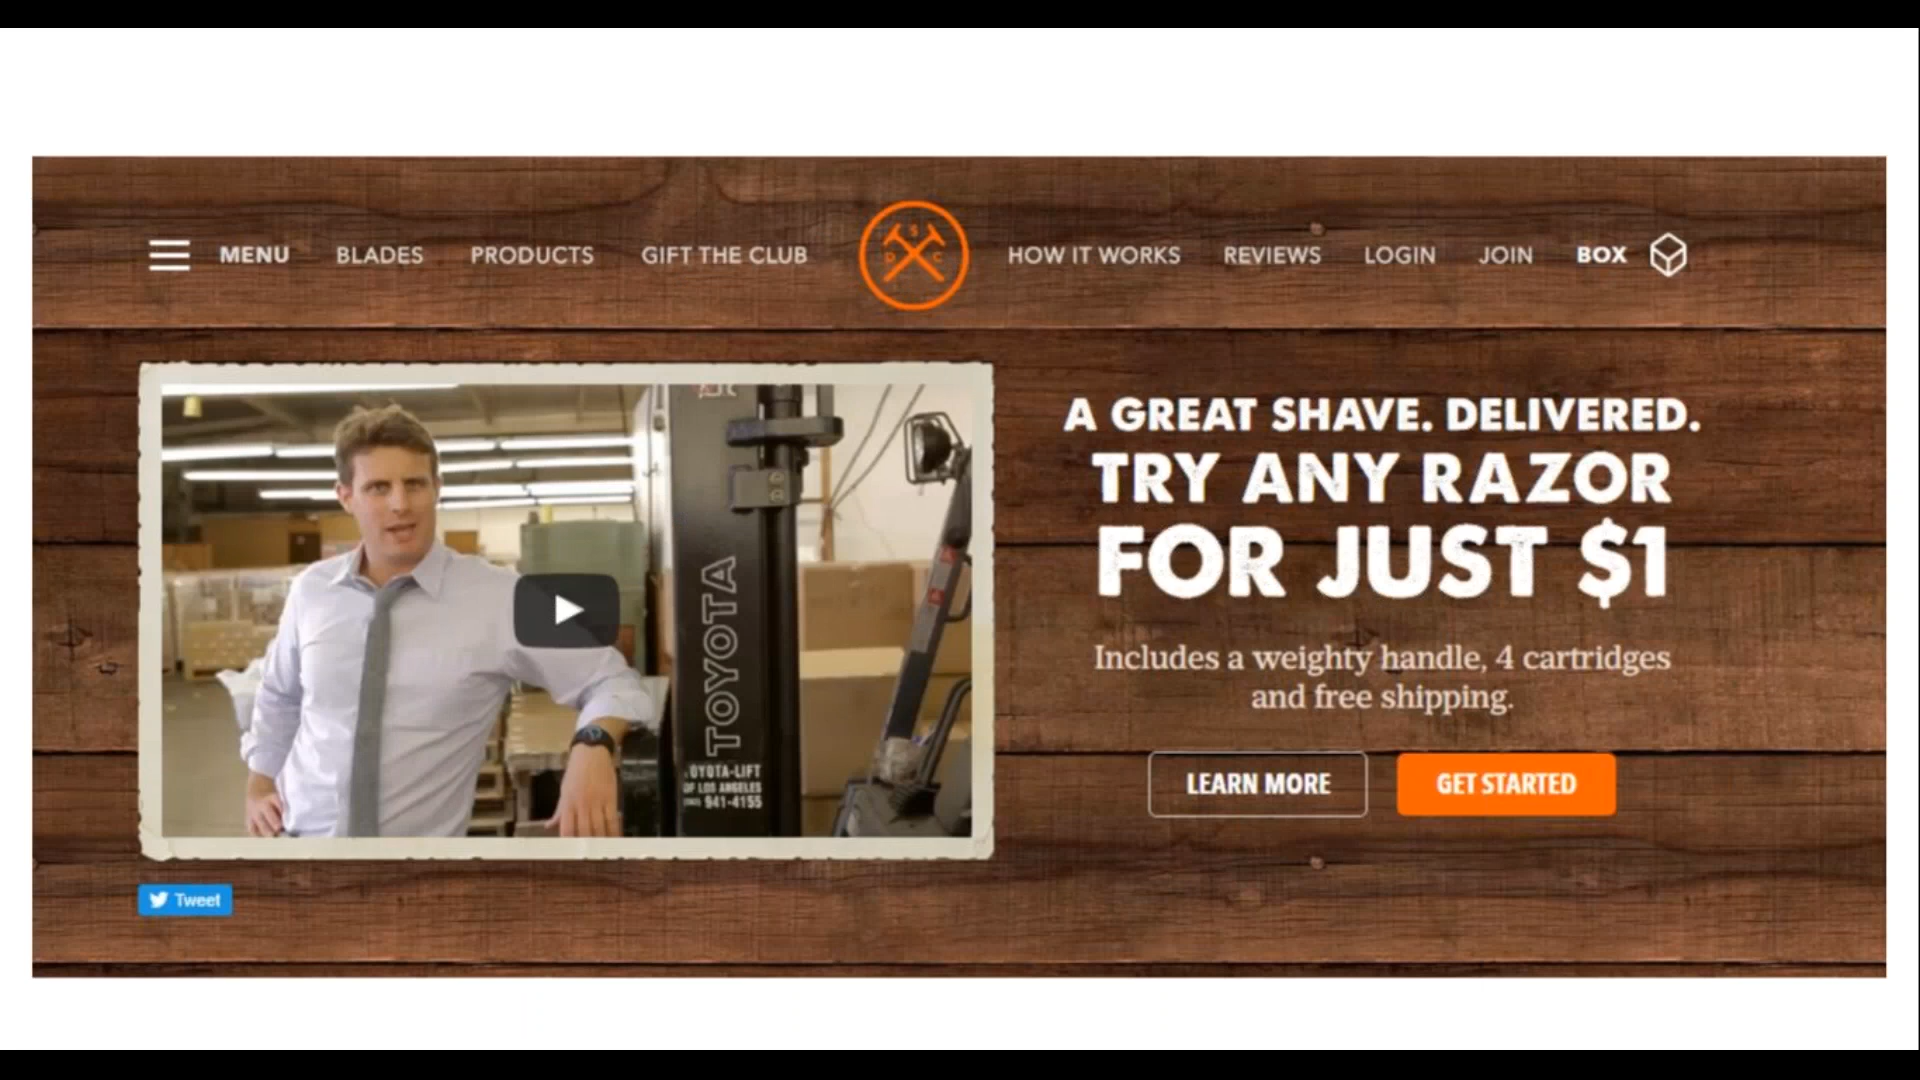 MENU BLADES PRODUCTS GIFT THE CLUB D S C HOW IT WORKS REVIEWS LOGIN JOIN BOX
A GREAT SHAVE. DELIVERED.
TRY ANY RAZOR
FOR JUST $1
Includes a weighty handle, 4 cartridges
and free shipping.
LEARN MORE GET STARTED
TOYOTA
OYOTA-LIFT
OF LOS ANGELES
941-4155
Tweet